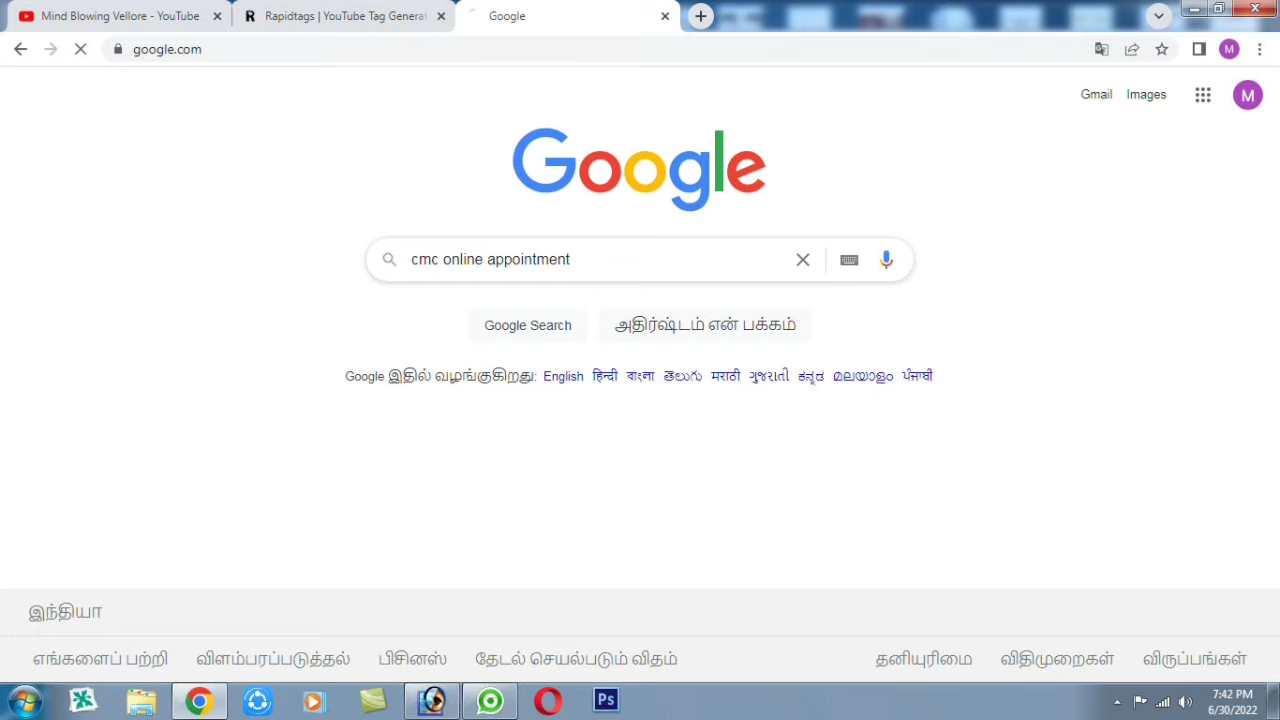 Mind Blowing Vellore - YouTube
Rapidtags | YouTube Tag Generat
Google
google.com
M
Gmail
Images
M
Google
cmc online appointment
Google Search
அதிர்ஷ்டம் என் பக்கம்
Google இதில் வழங்குகிறது: English हिन्दी বাংলা తెలుగు मराठी ગુજરાતી ಕನ್ನಡ മലയാളം ਪੰਜਾਬੀ
இந்தியா
எங்களைப் பற்றி விளம்பரப்படுத்தல் பிசினஸ் தேடல் செயல்படும் விதம் தனியுரிமை விதிமுறைகள் விருப்பங்கள்
Ps
7:42 PM
6/30/2022